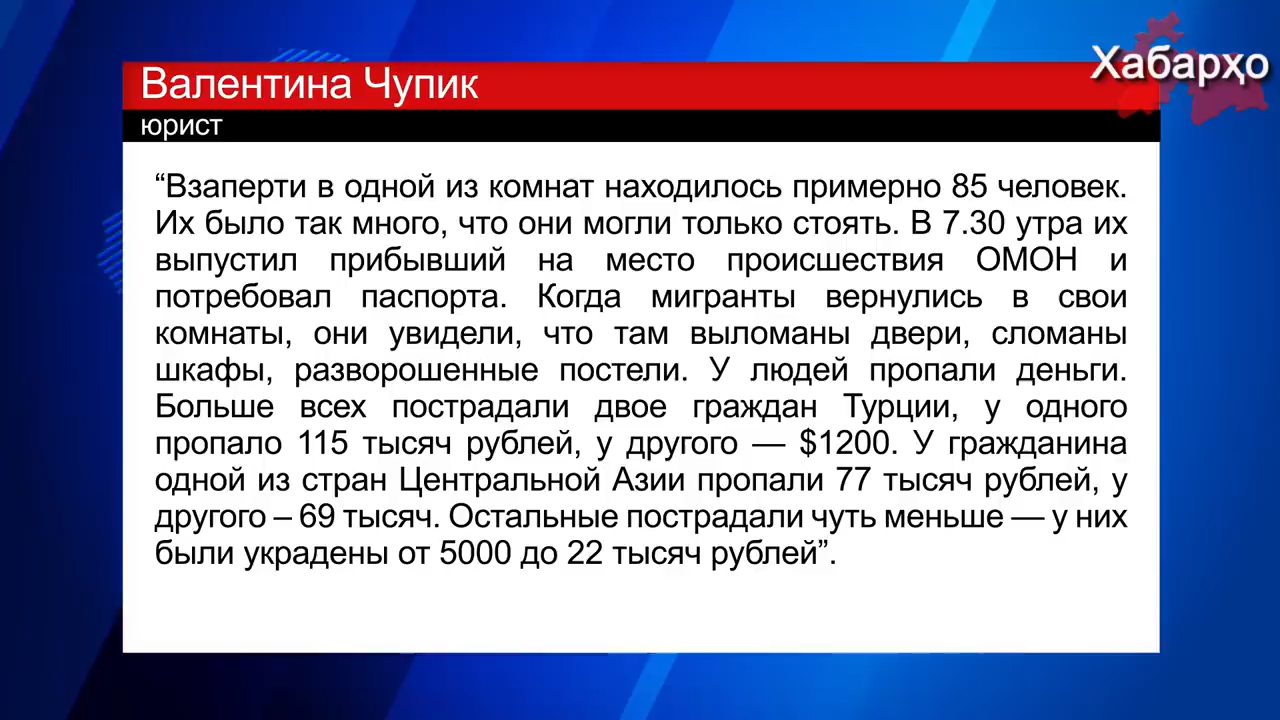 Хабарҳо
Валентина Чупик
юрист
“Взаперти в одной из комнат находилось примерно 85 человек.
Их было так много, что они могли только стоять. В 7.30 утра их
выпустил прибывший на место происшествия ОМОН и
потребовал паспорта. Когда мигранты вернулись в свои
комнаты, они увидели, что там выломаны двери, сломаны
шкафы, разворошенные постели. У людей пропали деньги.
Больше всех пострадали двое граждан Турции, у одного
пропало 115 тысяч рублей, у другого — $1200. У гражданина
одной из стран Центральной Азии пропали 77 тысяч рублей, у
другого – 69 тысяч. Остальные пострадали чуть меньше — у них
были украдены от 5000 до 22 тысяч рублей”.